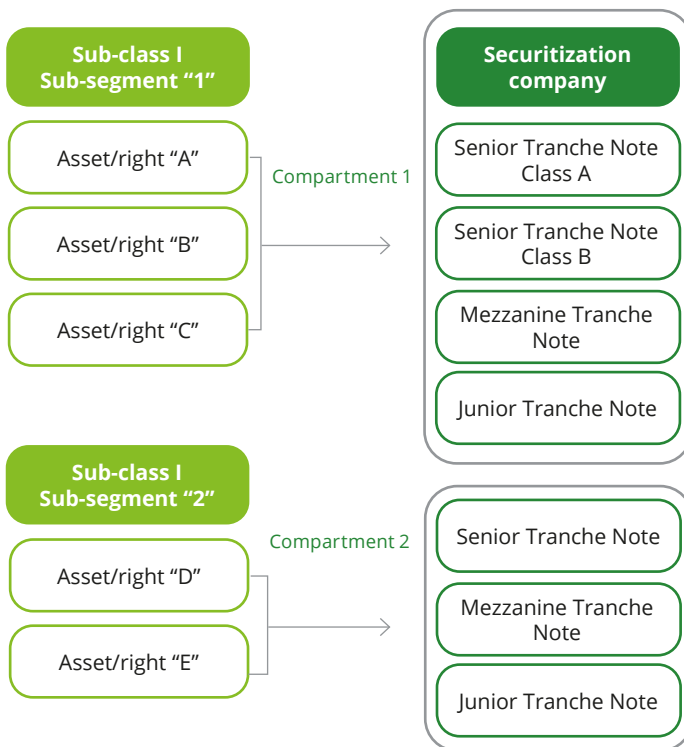 Sub-class I
Sub-segment “1”
Asset/right “A”
Asset/right “B”
Asset/right “C”
Compartment 1
Securitization
company
Senior Tranche Note
Class A
Senior Tranche Note
Class B
Mezzanine Tranche
Note
Junior Tranche Note
Sub-class I
Sub-segment “2”
Asset/right “D”
Asset/right “E”
Compartment 2
Senior Tranche Note
Mezzanine Tranche
Note
Junior Tranche Note